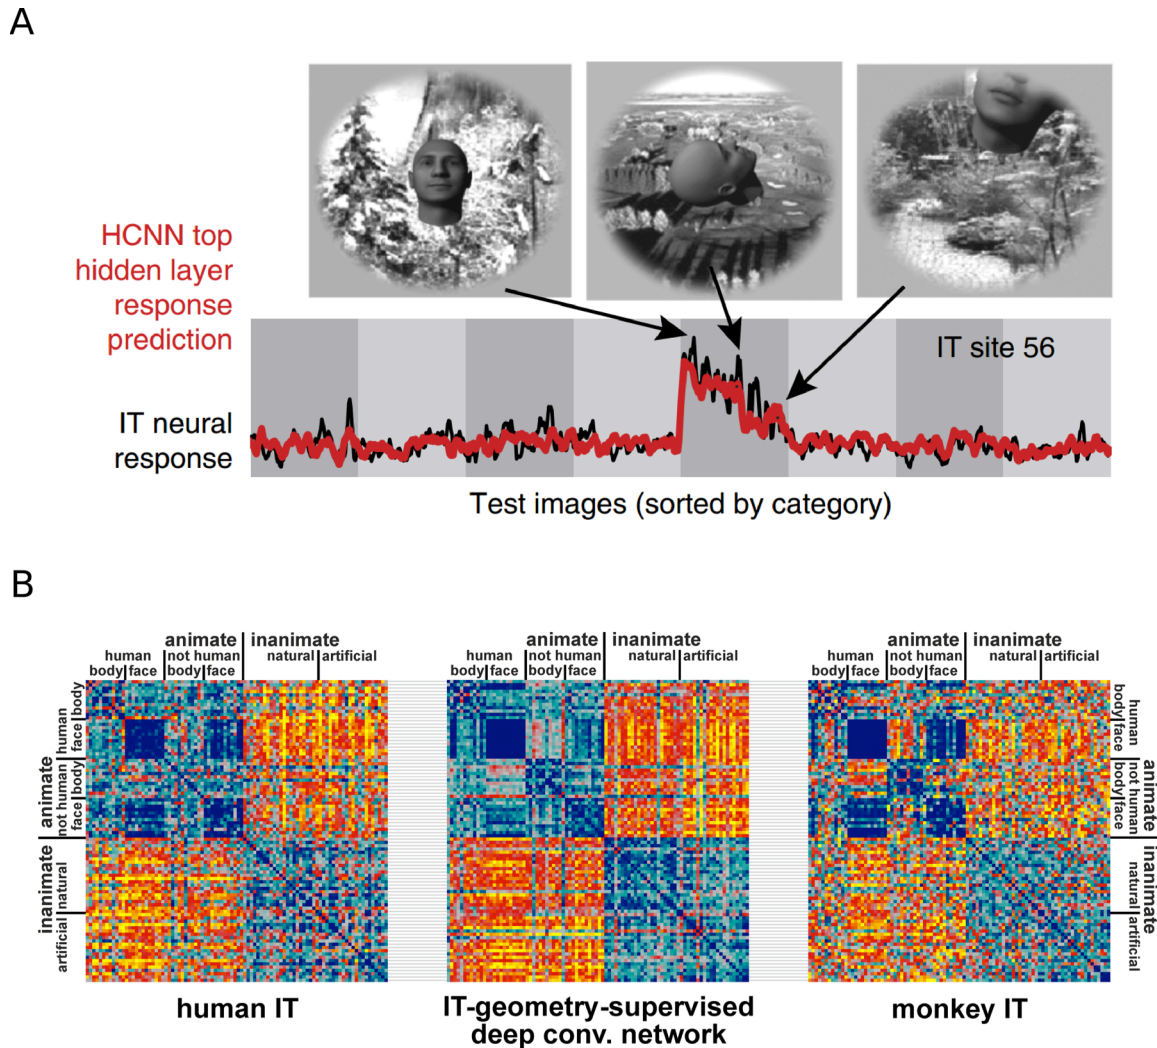 A
HCNN top
hidden layer
response
prediction
IT neural
response
IT site 56
Test images (sorted by category)
B
animate inanimate
human not human natural artificial
body face body face
animate inanimate
human not human natural artificial
body face body face
animate inanimate
human not human natural artificial
body face body face
animate
human
body
face
not human
body
face
inanimate
natural
artificial
human
body
face
animate
not human
body
face
inanimate
natural
artificial
human IT
IT-geometry-supervised
deep conv. network
monkey IT